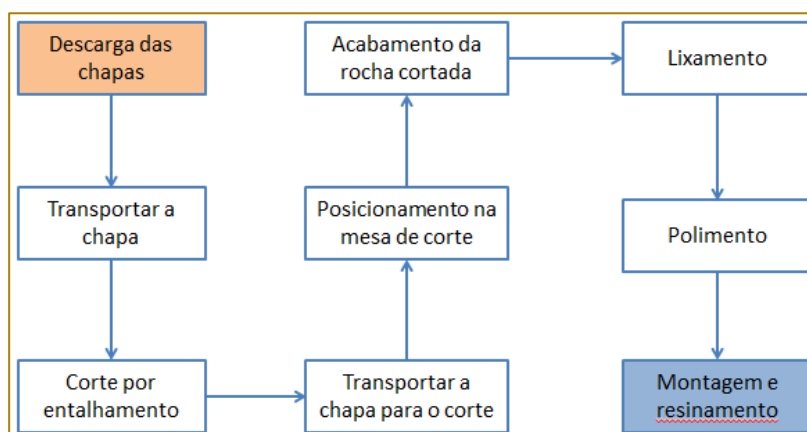 Descarga das
chapas
Transportar a
chapa
Corte por
entalhamento
Transportar a
chapa para o corte
Posicionamento na
mesa de corte
Acabamento da
rocha cortada
Lixamento
Polimento
Montagem e
resinamento